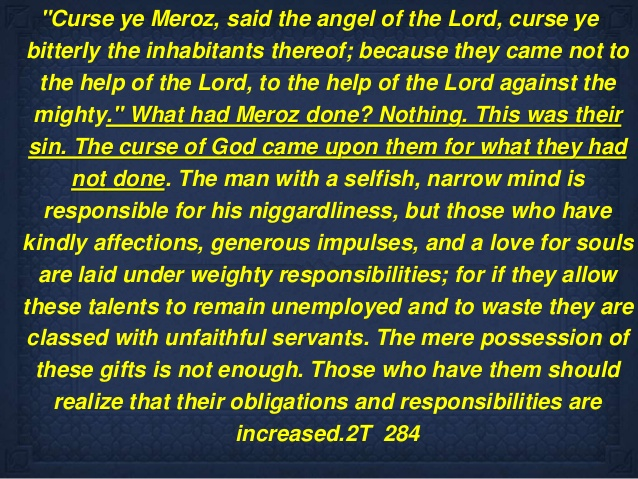 "Curse ye Meroz, said the angel of the Lord, curse ye
bitterly the inhabitants thereof; because they came not to
the help of the Lord, to the help of the Lord against the
mighty." What had Meroz done? Nothing. This was their
sin. The curse of God came upon them for what they had
not done. The man with a selfish, narrow mind is
responsible for his niggardliness, but those who have
kindly affections, generous impulses, and a love for souls
are laid under weighty responsibilities; for if they allow
these talents to remain unemployed and to waste they are
classed with unfaithful servants. The mere possession of
these gifts is not enough. Those who have them should
realize that their obligations and responsibilities are
increased.2T 284